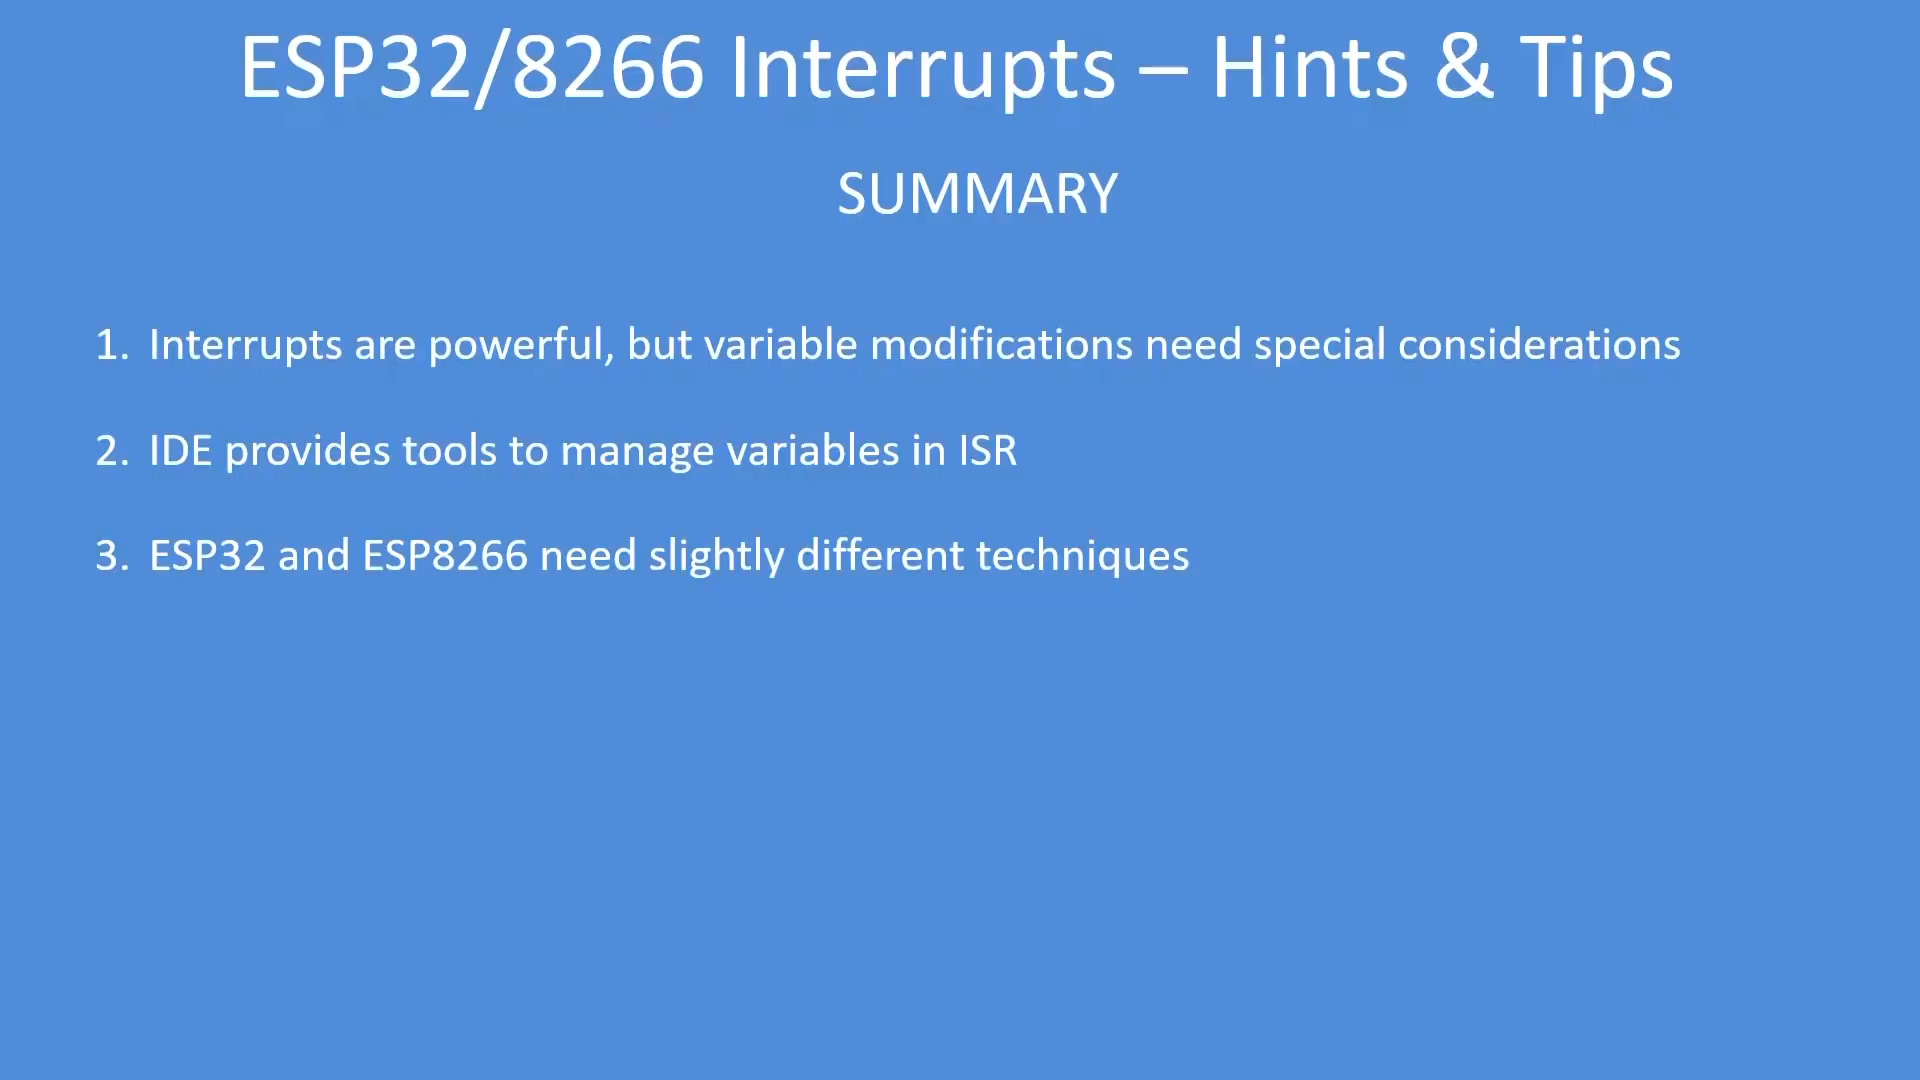 ESP32/8266 Interrupts – Hints & Tips
SUMMARY
1. Interrupts are powerful, but variable modifications need special considerations
2. IDE provides tools to manage variables in ISR
3. ESP32 and ESP8266 need slightly different techniques